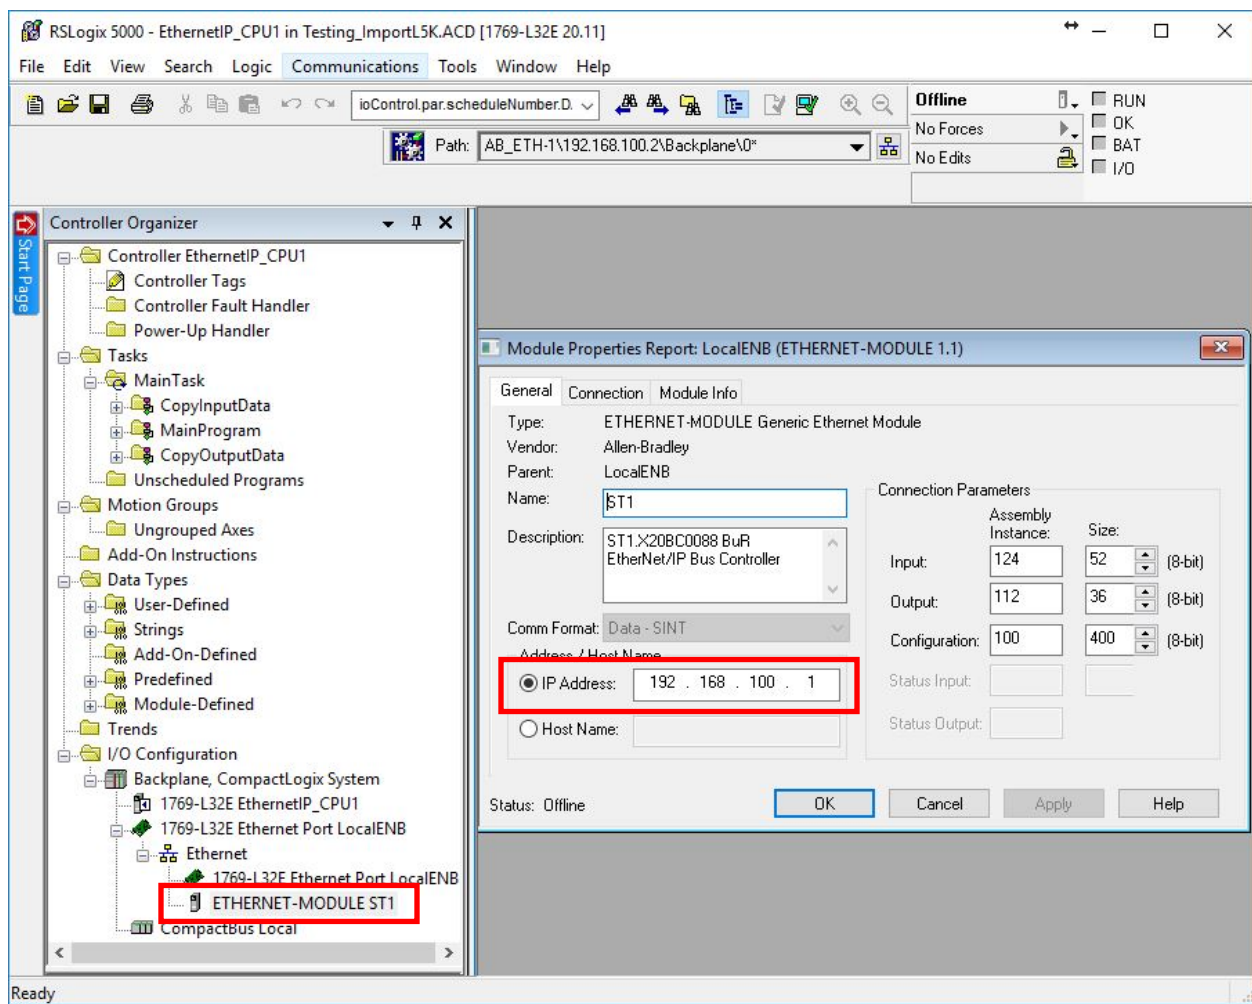 RSLogix 5000 - EthernetIP_CPU1 in Testing_ImportL5K.ACD [1769-L32E 20.11]
File Edit View Search Logic Communications Tools Window Help
ioControl.par.scheduleNumber.D.
Path: AB_ETH-1\192.168.100.2\Backplane\0*
Offline
No Forces
No Edits
RUN
OK
BAT
I/O
Start Page
Controller Organizer
Controller EthernetIP_CPU1
Controller Tags
Controller Fault Handler
Power-Up Handler
Tasks
MainTask
CopyInputData
MainProgram
CopyOutputData
Unscheduled Programs
Motion Groups
Ungrouped Axes
Add-On Instructions
Data Types
User-Defined
Strings
Add-On-Defined
Predefined
Module-Defined
Trends
I/O Configuration
Backplane, CompactLogix System
1769-L32E EthernetIP_CPU1
1769-L32E Ethernet Port LocalENB
Ethernet
1769-L32E Ethernet Port LocalENB
ETHERNET-MODULE ST1
CompactBus Local
Module Properties Report: LocalENB (ETHERNET-MODULE 1.1)
General Connection Module Info
Type: ETHERNET-MODULE Generic Ethernet Module
Vendor: Allen-Bradley
Parent: LocalENB
Name: ST1
Description: ST1.X20BC0088 BuR
EtherNet/IP Bus Controller
Comm Format: Data - SINT
Address / Host Name
IP Address: 192 . 168 . 100 . 1
Host Name:
Connection Parameters
Assembly
Instance: Size:
Input: 124 52 (8-bit)
Output: 112 36 (8-bit)
Configuration: 100 400 (8-bit)
Status Input:
Status Output:
Status: Offline OK Cancel Apply Help
Ready